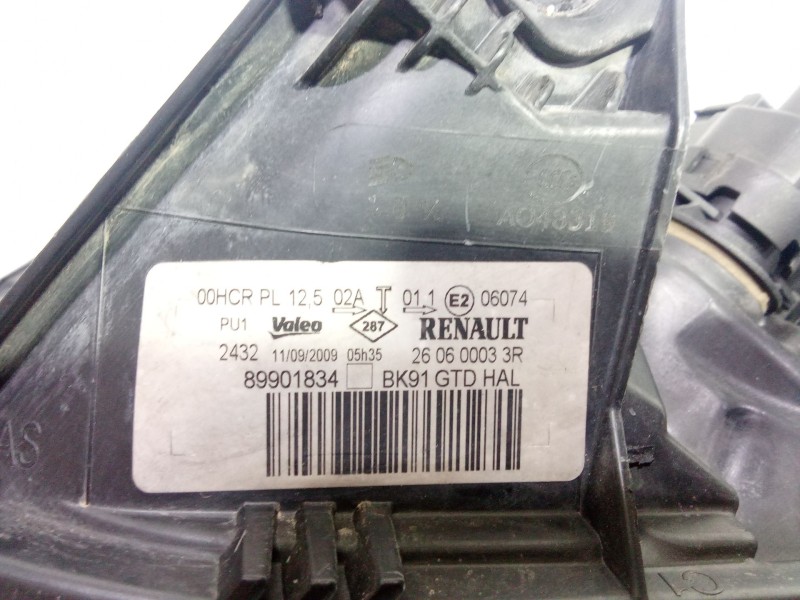 00HCR PL 12,5 02A T 01,1 E2 06074
PU1 Valeo 287 RENAULT
2432 11/09/2009 05h35 26 06 0003 3R
89901834 BK91 GTD HAL